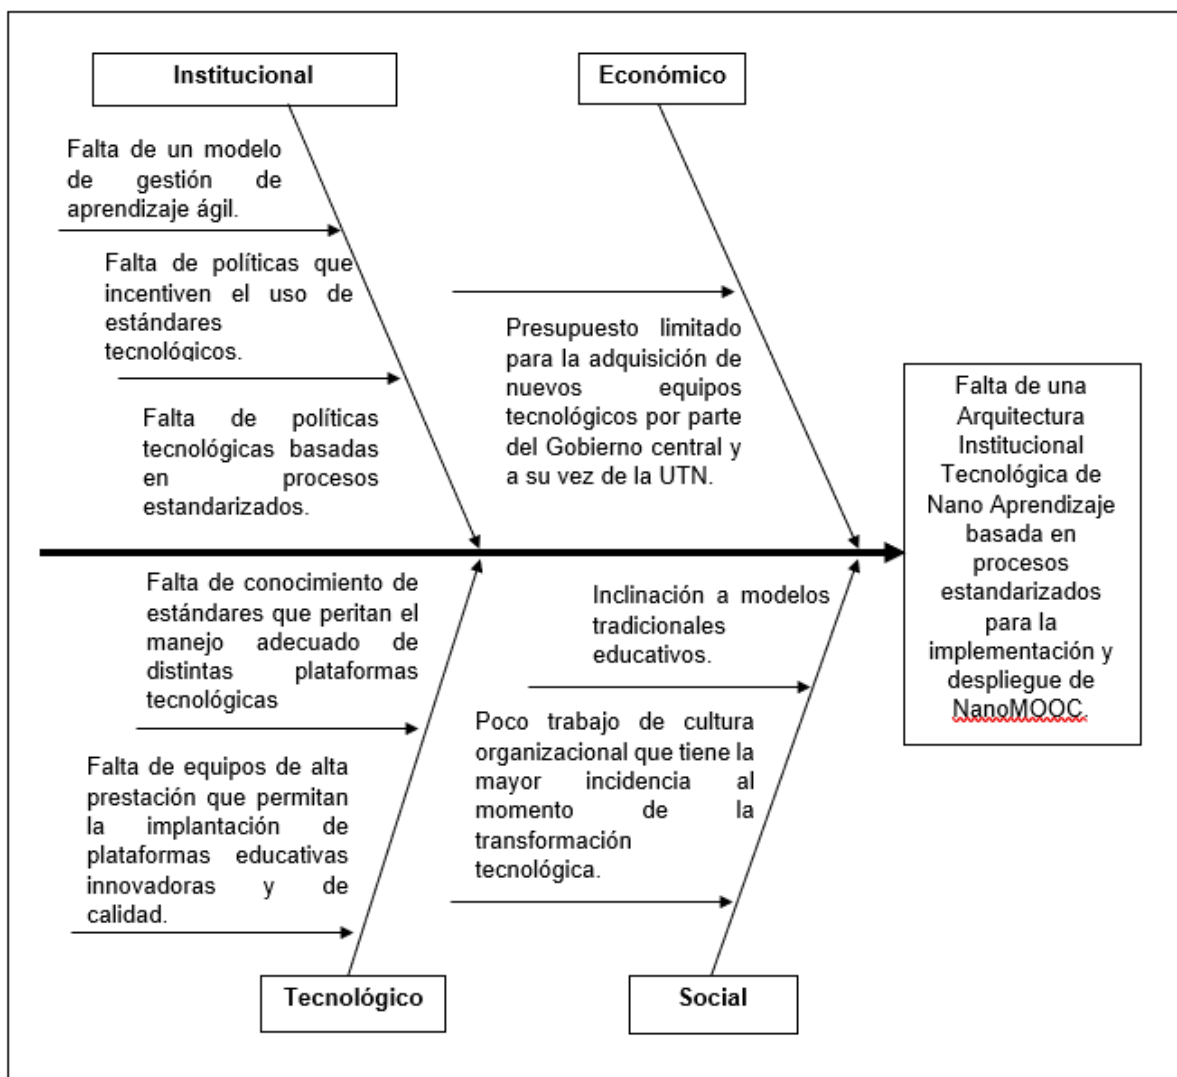 Institucional
Económico
Falta de un modelo
de gestión de
aprendizaje ágil.
Falta de políticas que
incentiven el uso de
estándares
tecnológicos.
Falta de políticas
tecnológicas basadas
en procesos
estandarizados.
Presupuesto limitado
para la adquisición de
nuevos equipos
tecnológicos por parte
del Gobierno central y
a su vez de la UTN.
Falta de una
Arquitectura
Institucional
Tecnológica de
Nano Aprendizaje
basada en
procesos
estandarizados
para la
implementación y
despliegue de
NanoMOOC.
Falta de conocimiento de
estándares que peritan el
manejo adecuado de
distintas plataformas
tecnológicas
Falta de equipos de alta
prestación que permitan
la implantación de
plataformas educativas
innovadoras y de
calidad.
Inclinación a modelos
tradicionales
educativos.
Poco trabajo de cultura
organizacional que tiene la
mayor incidencia al
momento de la
transformación
tecnológica.
Tecnológico
Social